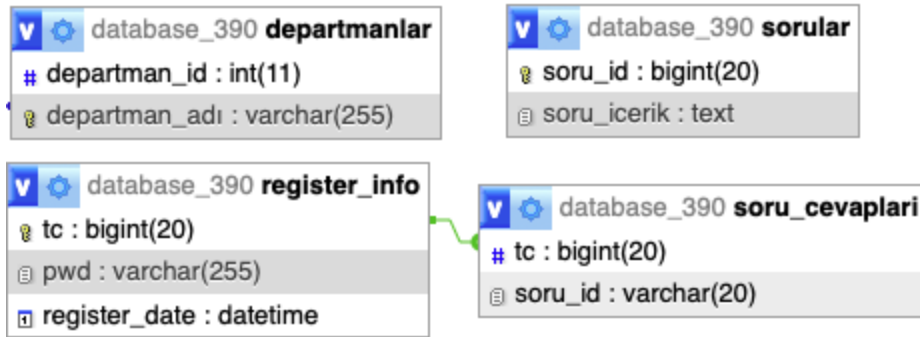 database_390 departmanlar
# departman_id : int(11)
departman_adı : varchar(255)
database_390 sorular
soru_id : bigint(20)
soru_icerik : text
database_390 register_info
tc : bigint(20)
pwd : varchar(255)
register_date : datetime
database_390 soru_cevaplari
# tc : bigint(20)
soru_id : varchar(20)